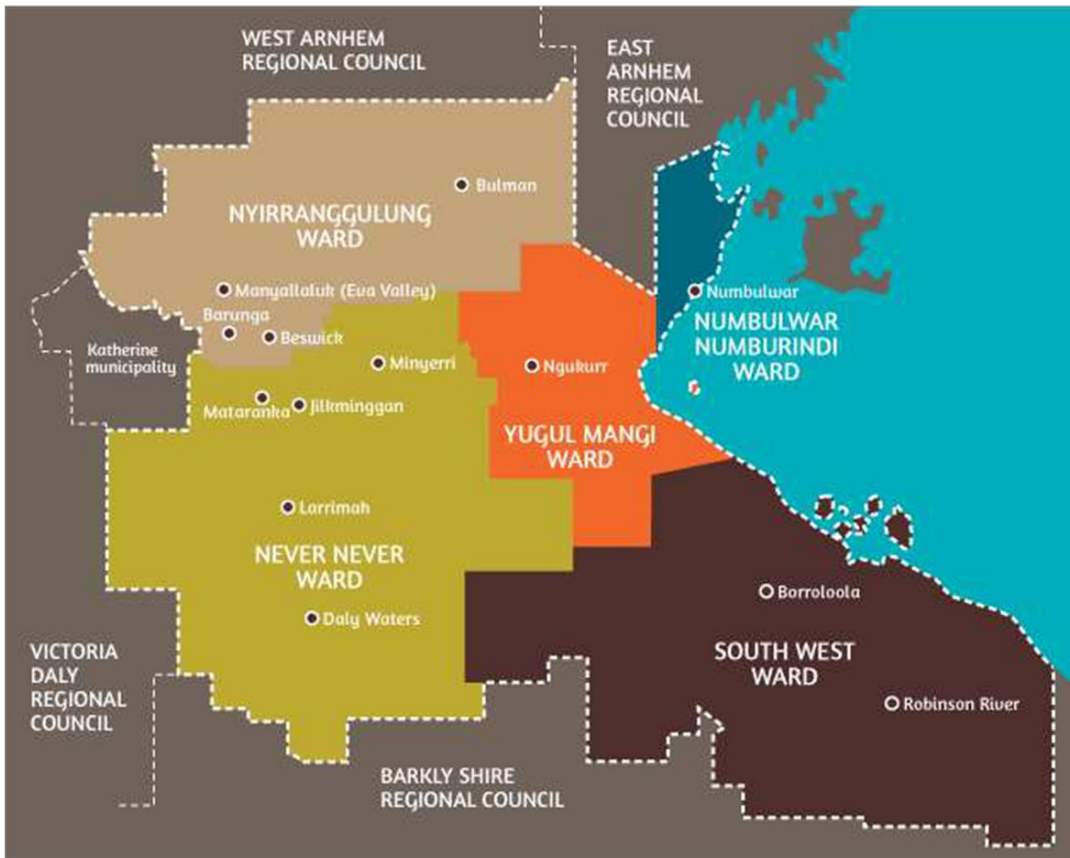 WEST ARNHEM
REGIONAL COUNCIL
EAST
ARNHEM
REGIONAL
COUNCIL
Bulman
NYIRRANGGULUNG
WARD
Manyallaluk (Eva Valley)
Numbulwar
Barunga
Beswick
NUMBULWAR
NUMBURINDI
WARD
Katherine
municipality
Minyerri
Ngukurr
Mataranka
Jilkminggan
YUGUL MANGI
WARD
Larrimah
NEVER NEVER
WARD
Borroloola
Daly Waters
VICTORIA
DALY
REGIONAL
COUNCIL
SOUTH WEST
WARD
Robinson River
BARKLY SHIRE
REGIONAL COUNCIL